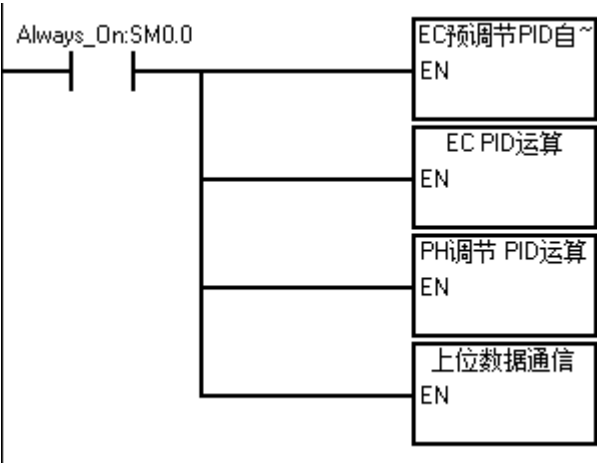 Always_On:SM0.0
EC预调节PID自~
EN
EC PID运算
EN
PH调节 PID运算
EN
上位数据通信
EN